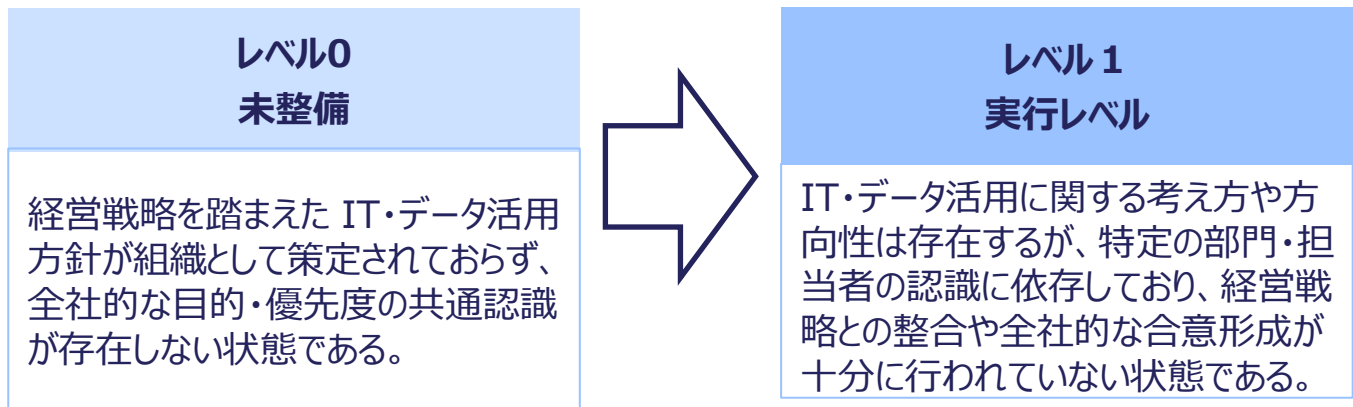 レベル0
未整備
経営戦略を踏まえた IT・データ活用
方針が組織として策定されておらず、
全社的な目的・優先度の共通認識
が存在しない状態である。
レベル１
実行レベル
IT・データ活用に関する考え方や方
向性は存在するが、特定の部門・担
当者の認識に依存しており、経営戦
略との整合や全社的な合意形成が
十分に行われていない状態である。